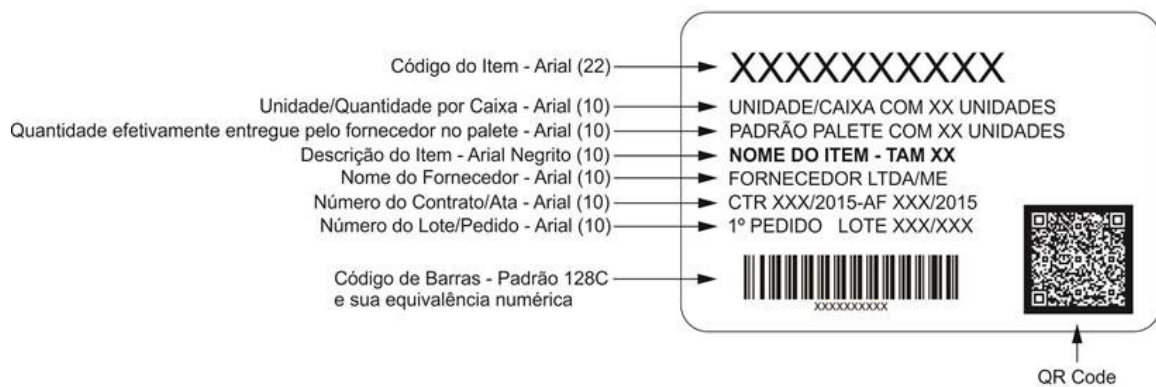 Código do Item - Arial (22)
XXXXXXXXXX
Unidade/Quantidade por Caixa - Arial (10)
UNIDADE/CAIXA COM XX UNIDADES
Quantidade efetivamente entregue pelo fornecedor no palete - Arial (10)
PADRÃO PALETE COM XX UNIDADES
Descrição do Item - Arial Negrito (10)
NOME DO ITEM - TAM XX
Nome do Fornecedor - Arial (10)
FORNECEDOR LTDA/ME
Número do Contrato/Ata - Arial (10)
CTR XXX/2015-AF XXX/2015
Número do Lote/Pedido - Arial (10)
1º PEDIDO LOTE XXX/XXX
Código de Barras - Padrão 128C
e sua equivalência numérica
XXXXXXXXXX
QR Code